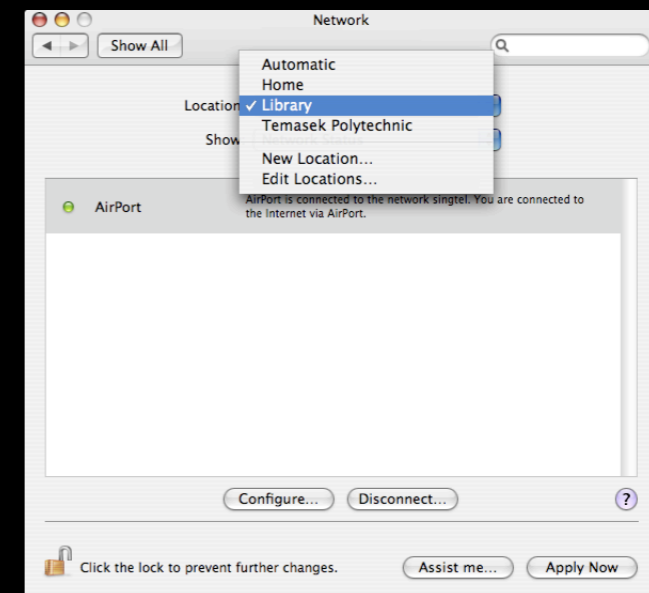 Network
Show All
Automatic
Home
Location
✓ Library
Temasek Polytechnic
Show
New Location...
Edit Locations...
AirPort
AirPort is connected to the network singtel. You are connected to
the Internet via AirPort.
Configure...
Disconnect...
?
Click the lock to prevent further changes.
Assist me...
Apply Now